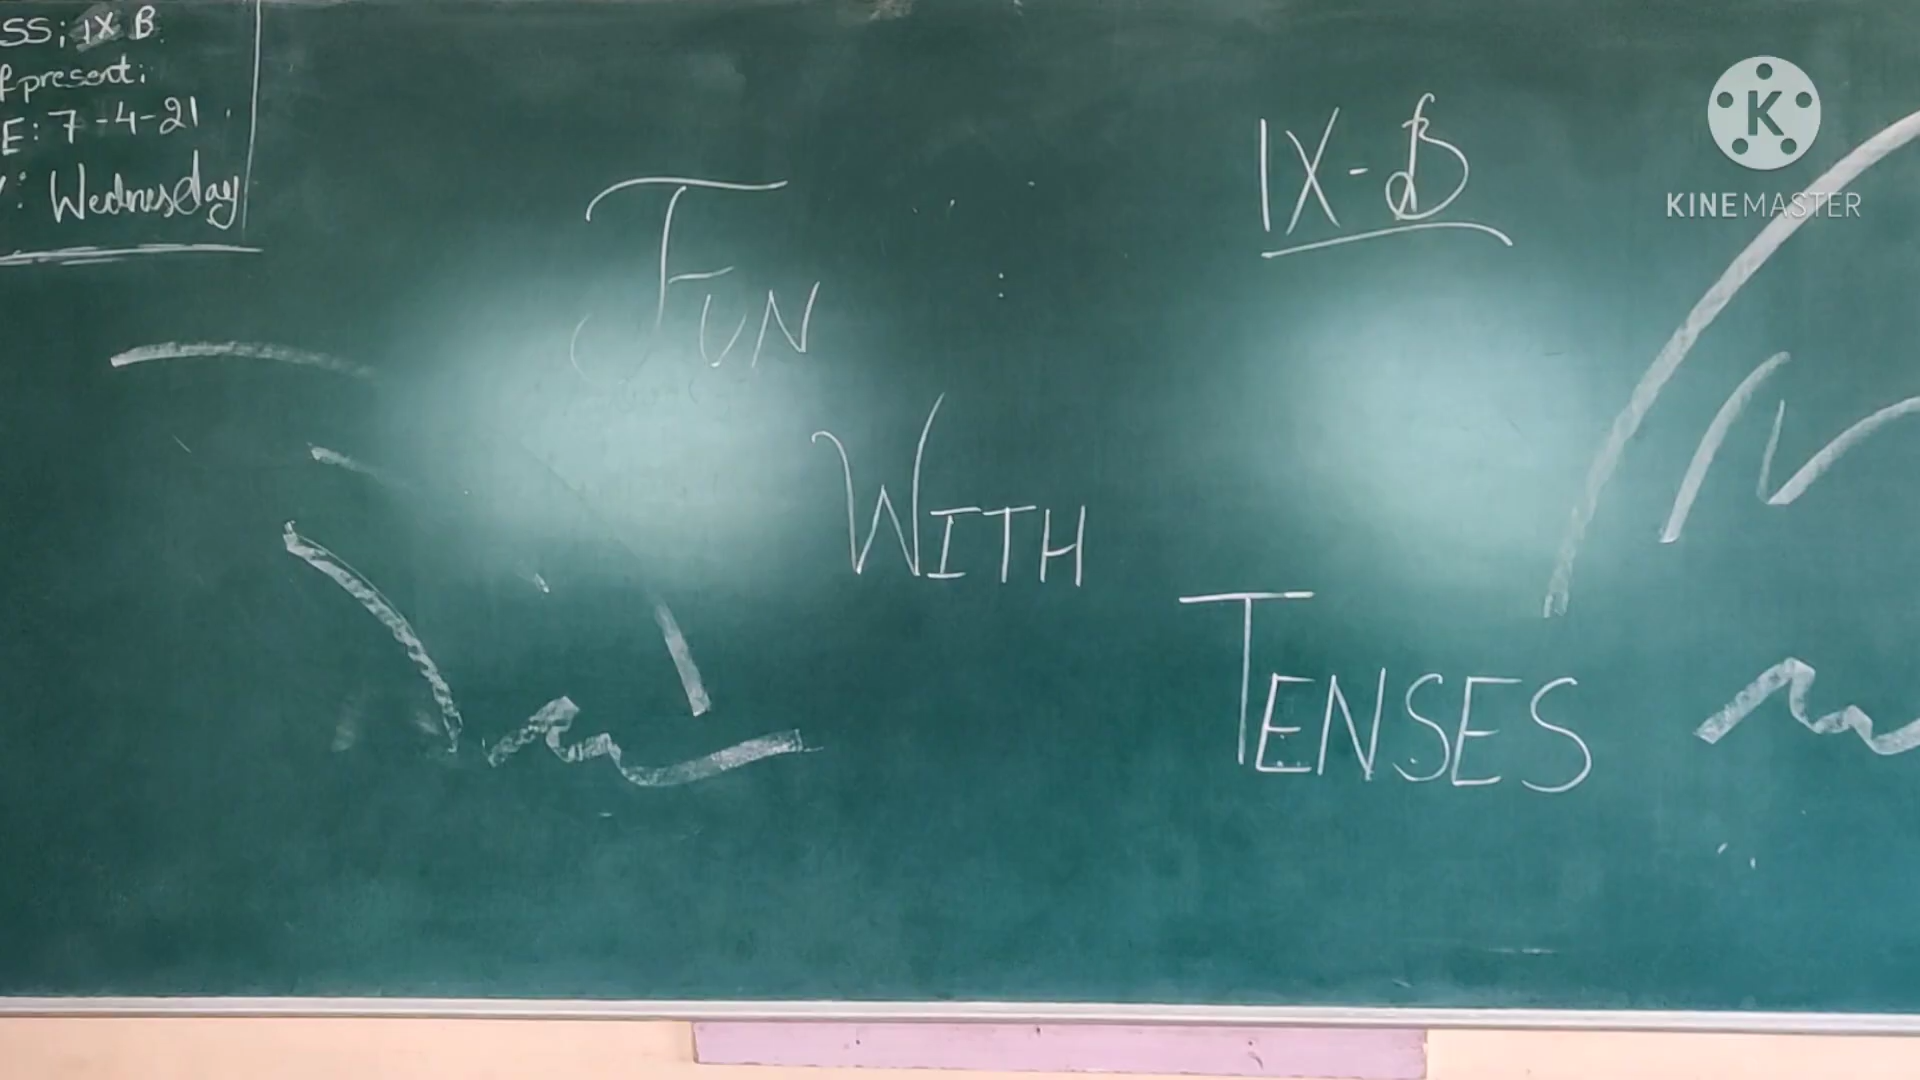 SS; IX B
f present:
E: 7-4-21
: Wednesday
IX-B
FUN
WITH
TENSES
K
KINEMASTER